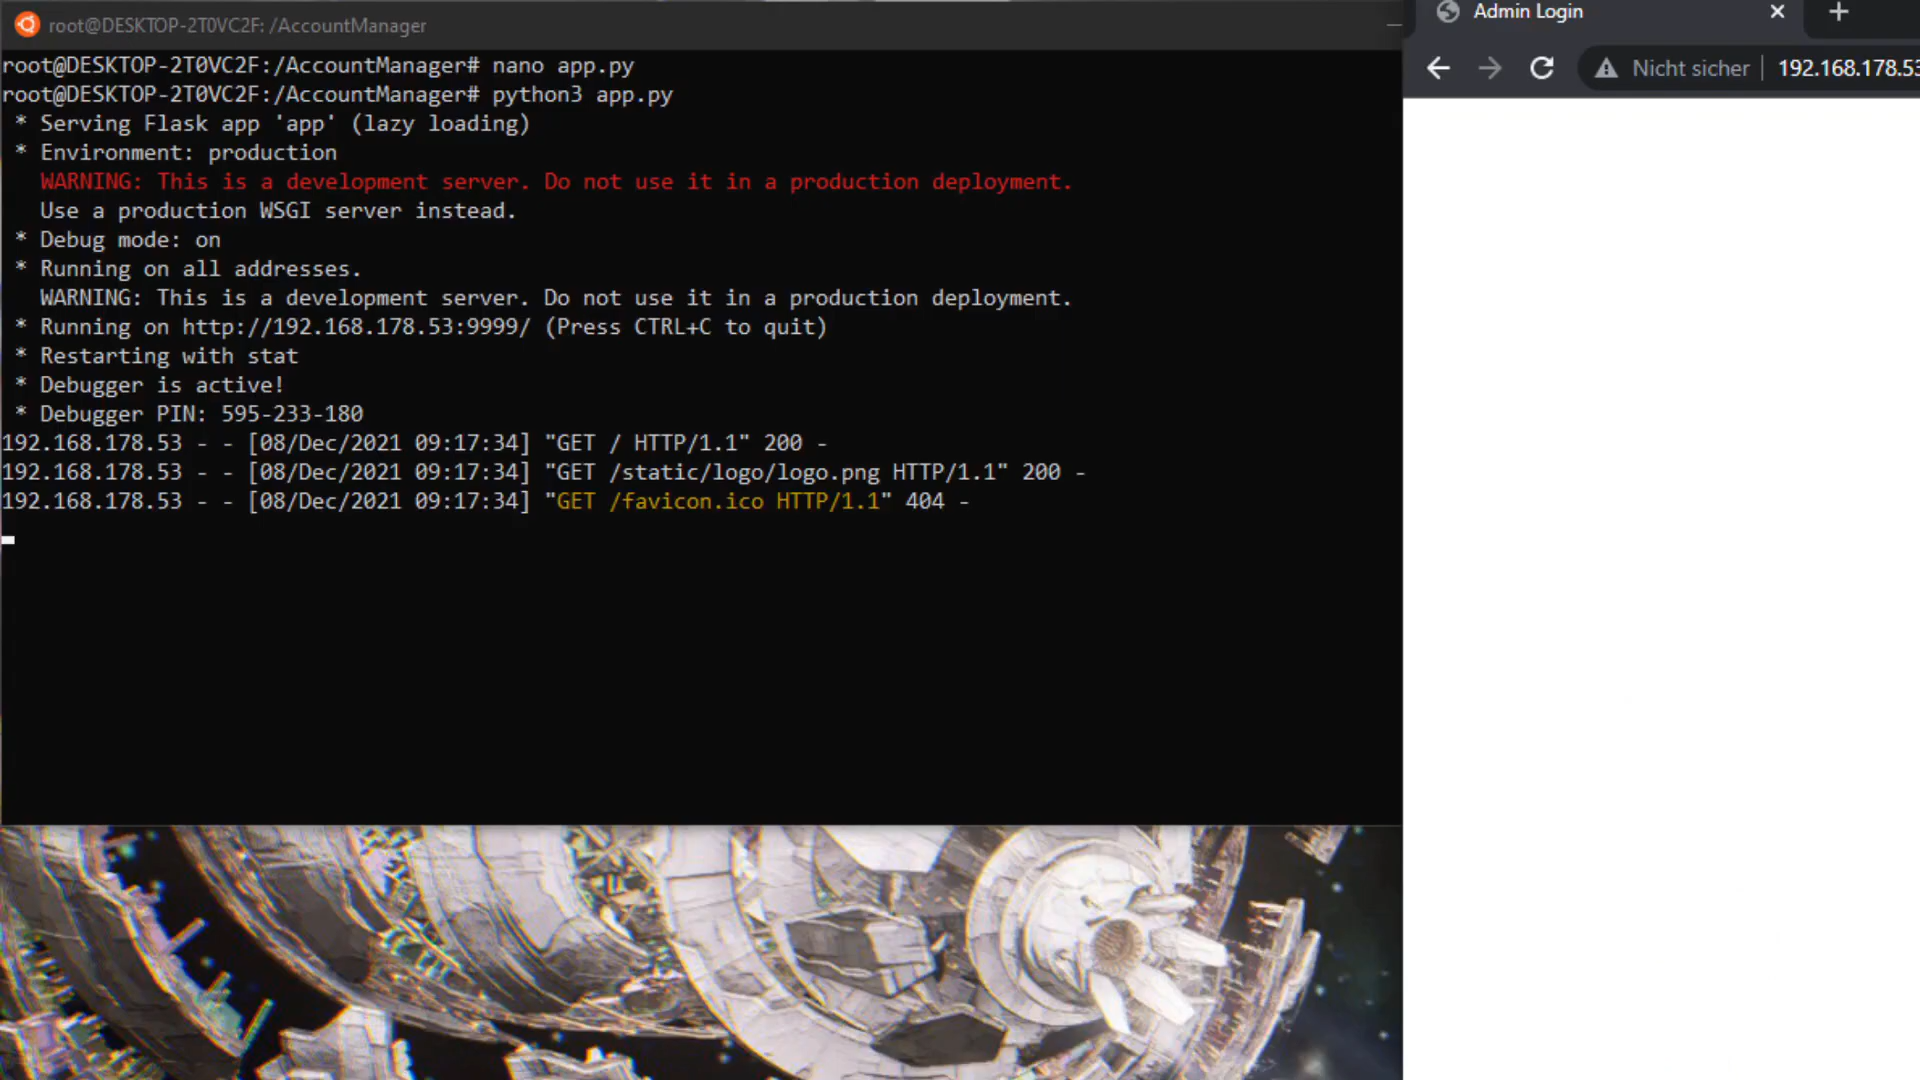 root@DESKTOP-2T0VC2F: /AccountManager
root@DESKTOP-2T0VC2F:/AccountManager# nano app.py
root@DESKTOP-2T0VC2F:/AccountManager# python3 app.py
* Serving Flask app 'app' (lazy loading)
* Environment: production
WARNING: This is a development server. Do not use it in a production deployment.
Use a production WSGI server instead.
* Debug mode: on
* Running on all addresses.
WARNING: This is a development server. Do not use it in a production deployment.
* Running on http://192.168.178.53:9999/ (Press CTRL+C to quit)
* Restarting with stat
* Debugger is active!
* Debugger PIN: 595-233-180
192.168.178.53 - - [08/Dec/2021 09:17:34] "GET / HTTP/1.1" 200 -
192.168.178.53 - - [08/Dec/2021 09:17:34] "GET /static/logo/logo.png HTTP/1.1" 200 -
192.168.178.53 - - [08/Dec/2021 09:17:34] "GET /favicon.ico HTTP/1.1" 404 -
Admin Login
Nicht sicher
192.168.178.53